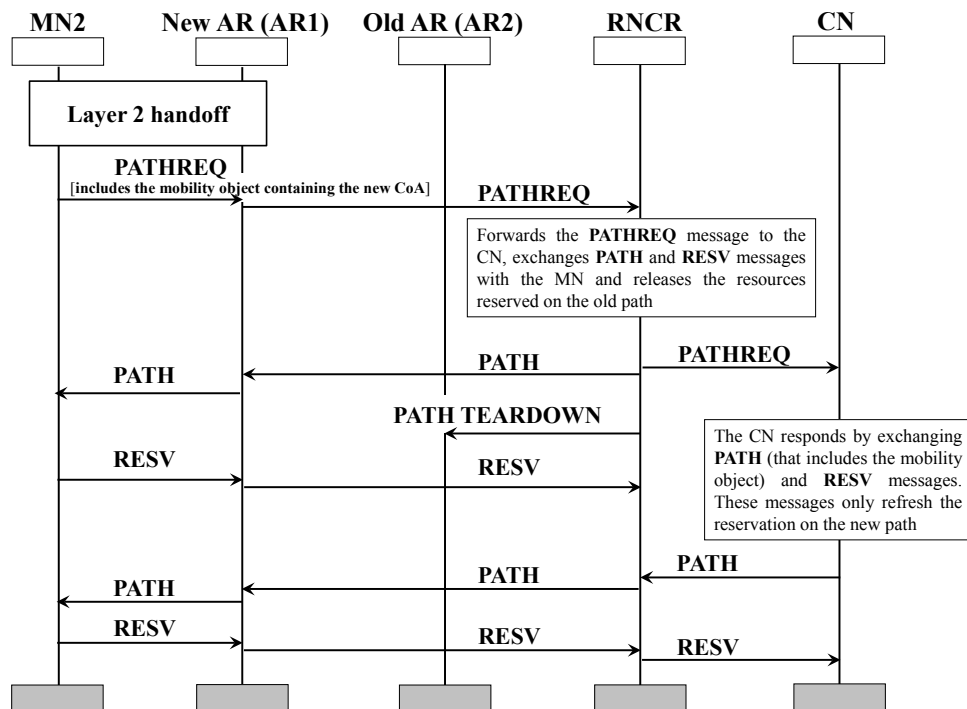 MN2 New AR (AR1) Old AR (AR2) RNCR CN
Layer 2 handoff
PATHREQ
[includes the mobility object containing the new CoA]
PATHREQ
Forwards the PATHREQ message to the
CN, exchanges PATH and RESV messages
with the MN and releases the resources
reserved on the old path
PATHREQ
PATH
PATH
PATH TEARDOWN
The CN responds by exchanging
PATH (that includes the mobility
object) and RESV messages.
These messages only refresh the
reservation on the new path
RESV
RESV
PATH
PATH
PATH
RESV
RESV
RESV